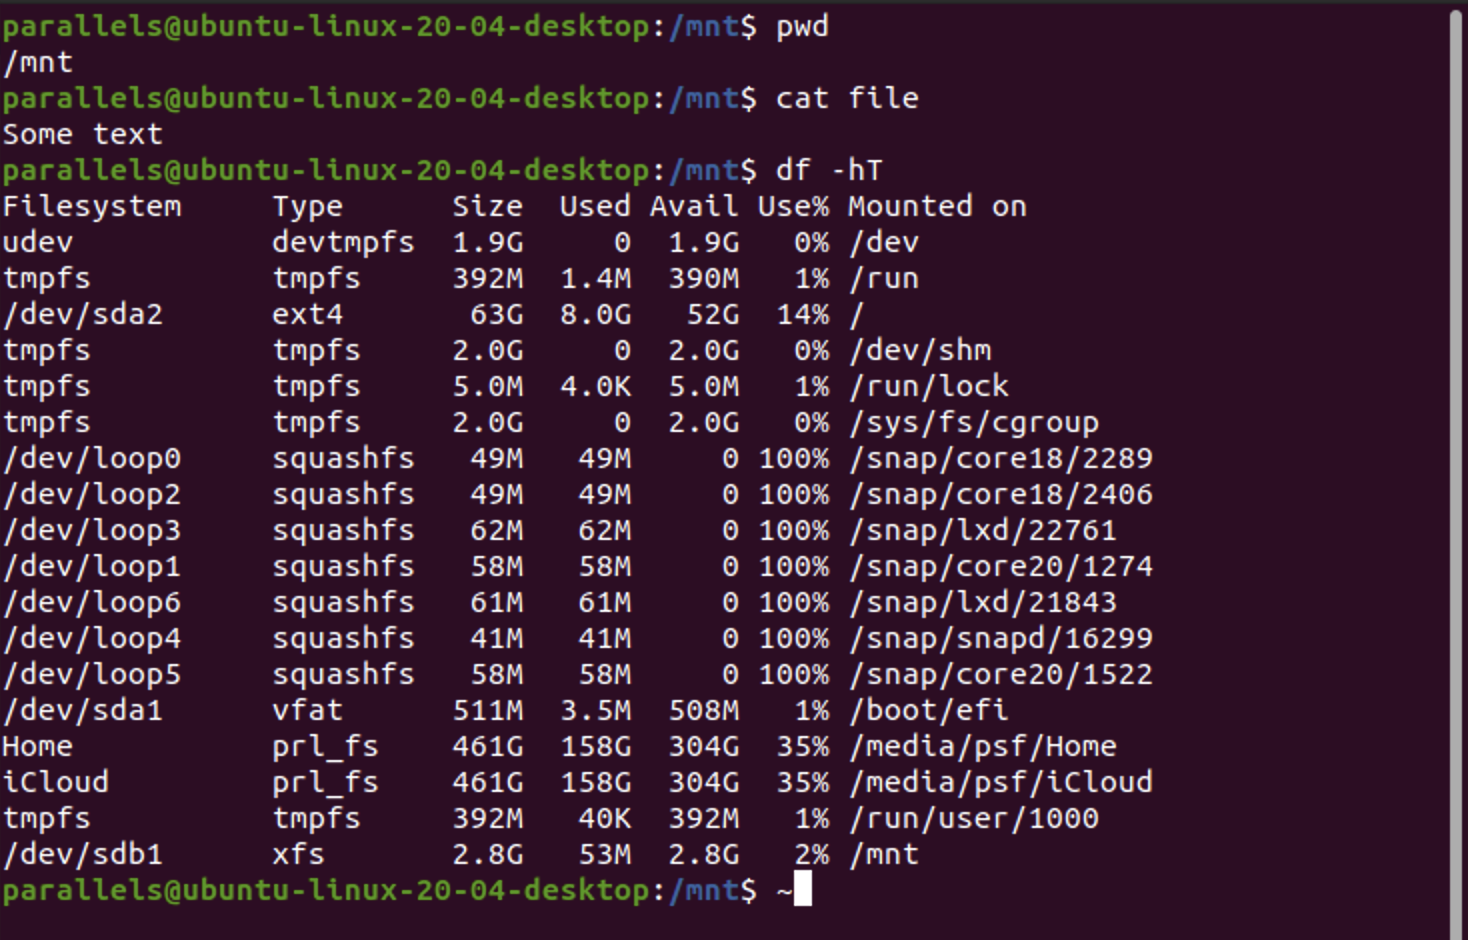 parallels@ubuntu-linux-20-04-desktop:/mnt$ pwd
/mnt
parallels@ubuntu-linux-20-04-desktop:/mnt$ cat file
Some text
parallels@ubuntu-linux-20-04-desktop:/mnt$ df -hT
Filesystem     Type      Size  Used Avail Use% Mounted on
udev           devtmpfs  1.9G     0  1.9G   0% /dev
tmpfs          tmpfs     392M  1.4M  390M   1% /run
/dev/sda2      ext4       63G  8.0G   52G  14% /
tmpfs          tmpfs     2.0G     0  2.0G   0% /dev/shm
tmpfs          tmpfs     5.0M  4.0K  5.0M   1% /run/lock
tmpfs          tmpfs     2.0G     0  2.0G   0% /sys/fs/cgroup
/dev/loop0     squashfs   49M   49M     0 100% /snap/core18/2289
/dev/loop2     squashfs   49M   49M     0 100% /snap/core18/2406
/dev/loop3     squashfs   62M   62M     0 100% /snap/lxd/22761
/dev/loop1     squashfs   58M   58M     0 100% /snap/core20/1274
/dev/loop6     squashfs   61M   61M     0 100% /snap/lxd/21843
/dev/loop4     squashfs   41M   41M     0 100% /snap/snapd/16299
/dev/loop5     squashfs   58M   58M     0 100% /snap/core20/1522
/dev/sda1      vfat      511M  3.5M  508M   1% /boot/efi
Home           prl_fs    461G  158G  304G  35% /media/psf/Home
iCloud         prl_fs    461G  158G  304G  35% /media/psf/iCloud
tmpfs          tmpfs     392M   40K  392M   1% /run/user/1000
/dev/sdb1      xfs       2.8G   53M  2.8G   2% /mnt
parallels@ubuntu-linux-20-04-desktop:/mnt$ ~